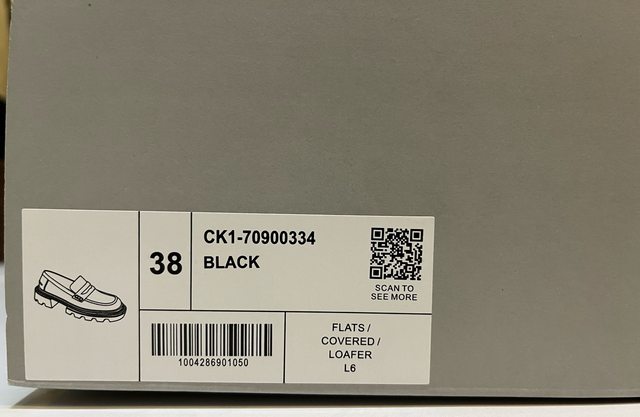 38
CK1-70900334
BLACK
SCAN TO
SEE MORE
1004286901050
FLATS /
COVERED /
LOAFER
L6